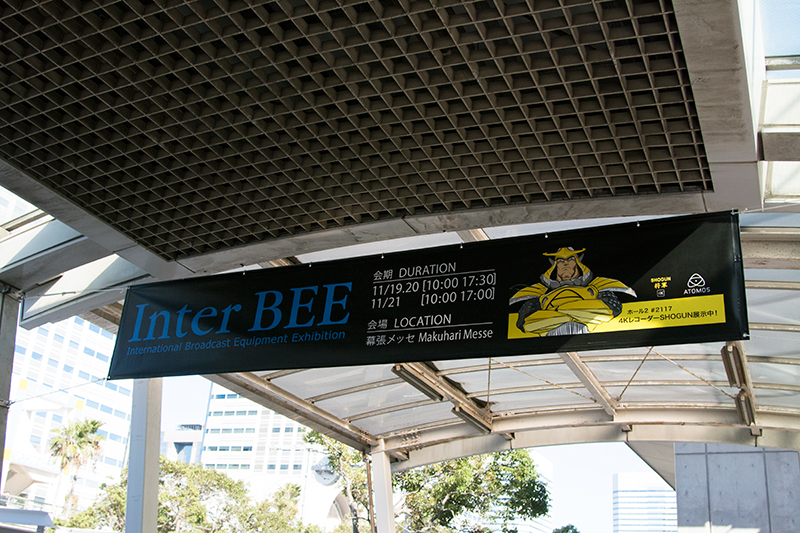 Inter BEE
International Broadcast Equipment Exhibition
会期 DURATION
11/19.20 [10:00 17:30]
11/21 [10:00 17:00]
会場 LOCATION
幕張メッセ Makuhari Messe
SHOGUN
将軍
ATOMOS
ホール2 #2117
4KレコーダーSHOGUN展示中!